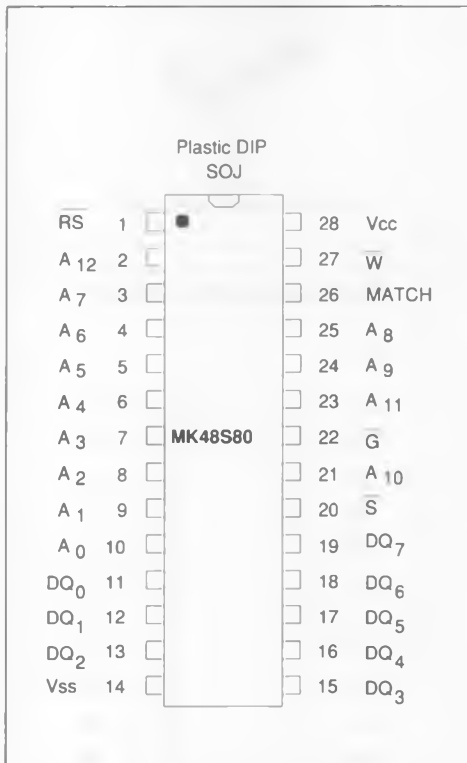 Plastic DIP
SOJ
R̅S̅ 1 28 Vcc
A12 2 27 W̅
A7 3 26 MATCH
A6 4 25 A8
A5 5 24 A9
A4 6 23 A11
A3 7 MK48S80 22 G̅
A2 8 21 A10
A1 9 20 S̅
A0 10 19 DQ7
DQ0 11 18 DQ6
DQ1 12 17 DQ5
DQ2 13 16 DQ4
Vss 14 15 DQ3